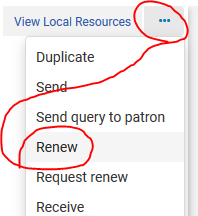 View Local Resources ...
Duplicate
Send
Send query to patron
Renew
Request renew
Receive